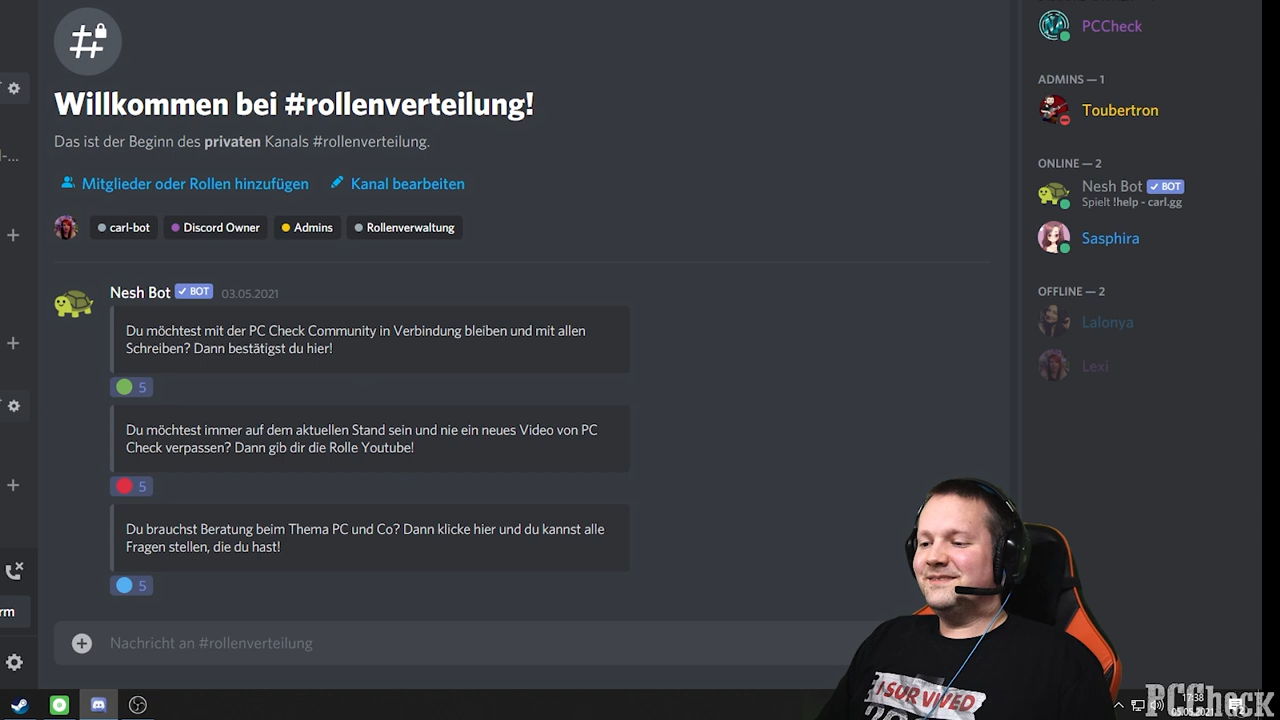 Willkommen bei #rollenverteilung!
Das ist der Beginn des privaten Kanals #rollenverteilung.
Mitglieder oder Rollen hinzufügen
Kanal bearbeiten
carl-bot
Discord Owner
Admins
Rollenverwaltung
Nesh Bot BOT 03.05.2021
Du möchtest mit der PC Check Community in Verbindung bleiben und mit allen
Schreiben? Dann bestätigst du hier!
5
Du möchtest immer auf dem aktuellen Stand sein und nie ein neues Video von PC
Check verpassen? Dann gib dir die Rolle Youtube!
5
Du brauchst Beratung beim Thema PC und Co? Dann klicke hier und du kannst alle
Fragen stellen, die du hast!
5
Nachricht an #rollenverteilung
PCCheck
ADMINS — 1
Toubertron
ONLINE — 2
Nesh Bot BOT
Spielt !help - carl.gg
Sasphira
OFFLINE — 2
Lalonya
Lexi
I SURVIVED
17:38
05.05.2021
PCCheck